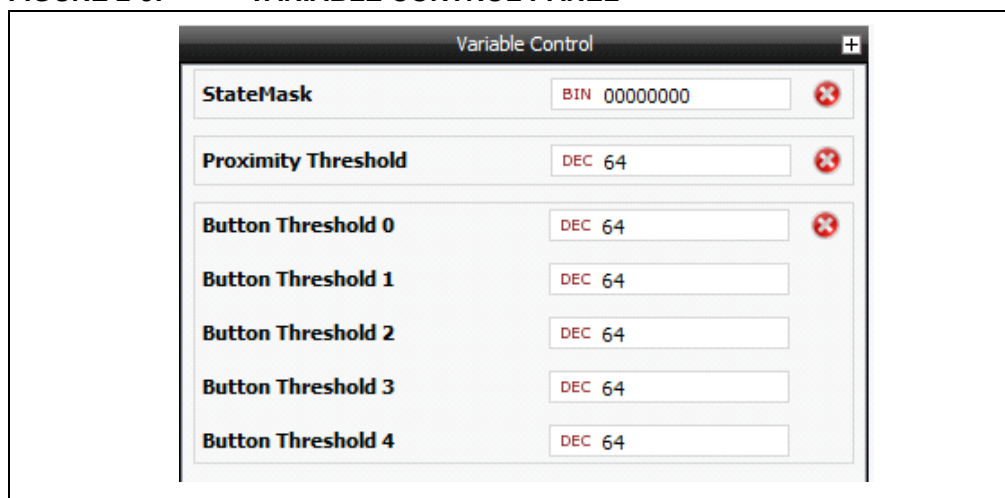 Variable Control
StateMask BIN 00000000
Proximity Threshold DEC 64
Button Threshold 0 DEC 64
Button Threshold 1 DEC 64
Button Threshold 2 DEC 64
Button Threshold 3 DEC 64
Button Threshold 4 DEC 64